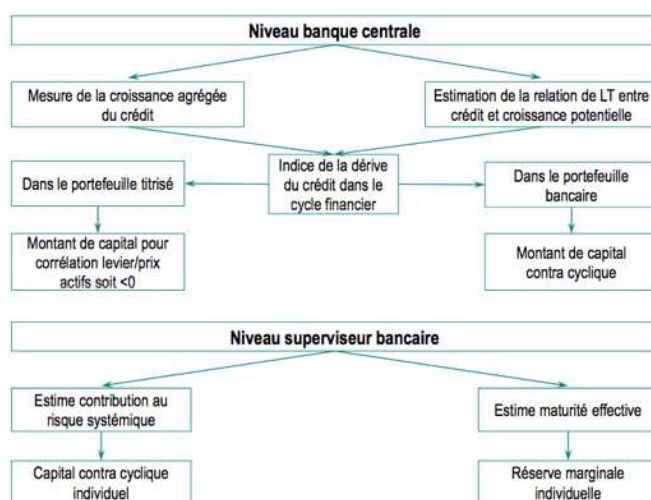 Niveau banque centrale
Mesure de la croissance agrégée
du crédit
Estimation de la relation de LT entre
crédit et croissance potentielle
Dans le portefeuille titrisé
Indice de la dérive
du crédit dans le
cycle financier
Dans le portefeuille
bancaire
Montant de capital pour
corrélation levier/prix
actifs soit <0
Montant de capital
contra cyclique
Niveau superviseur bancaire
Estime contribution au
risque systémique
Estime maturité effective
Capital contra cyclique
individuel
Réserve marginale
individuelle